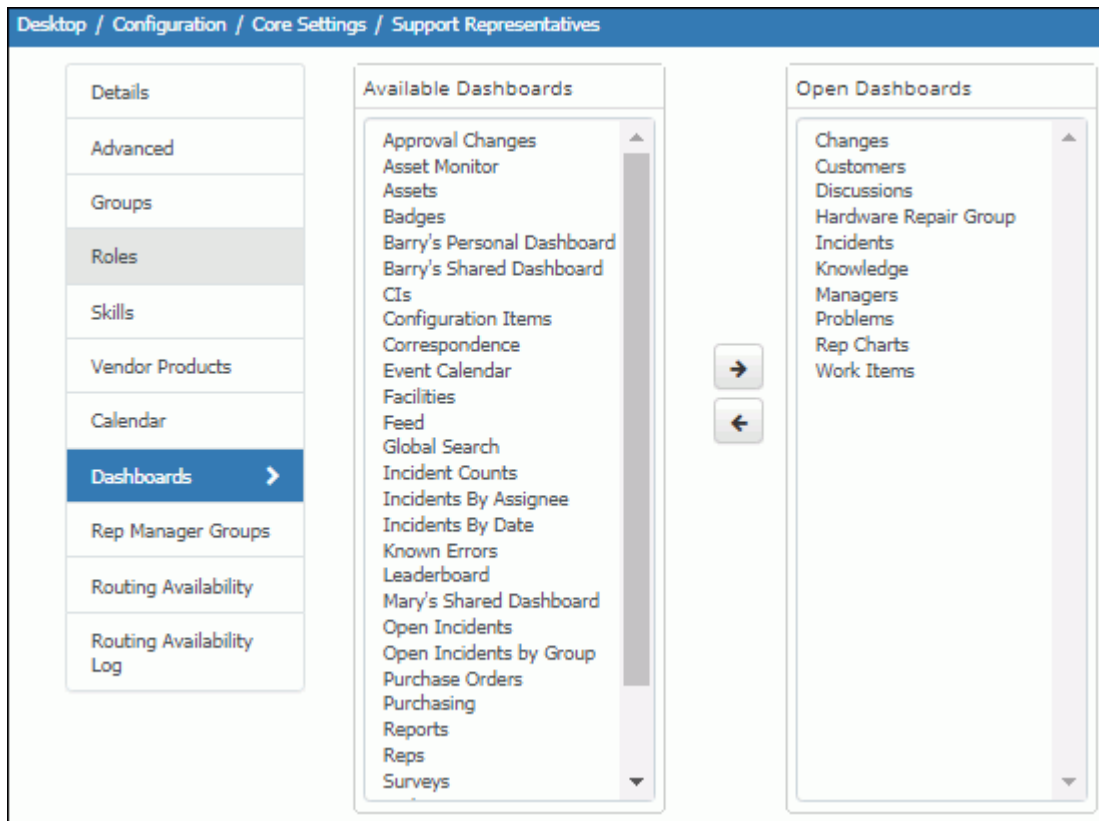 Desktop / Configuration / Core Settings / Support Representatives
Details
Advanced
Groups
Roles
Skills
Vendor Products
Calendar
Dashboards
Rep Manager Groups
Routing Availability
Routing Availability
Log
Available Dashboards
Approval Changes
Asset Monitor
Assets
Badges
Barry's Personal Dashboard
Barry's Shared Dashboard
CIs
Configuration Items
Correspondence
Event Calendar
Facilities
Feed
Global Search
Incident Counts
Incidents By Assignee
Incidents By Date
Known Errors
Leaderboard
Mary's Shared Dashboard
Open Incidents
Open Incidents by Group
Purchase Orders
Purchasing
Reports
Reps
Surveys
Open Dashboards
Changes
Customers
Discussions
Hardware Repair Group
Incidents
Knowledge
Managers
Problems
Rep Charts
Work Items